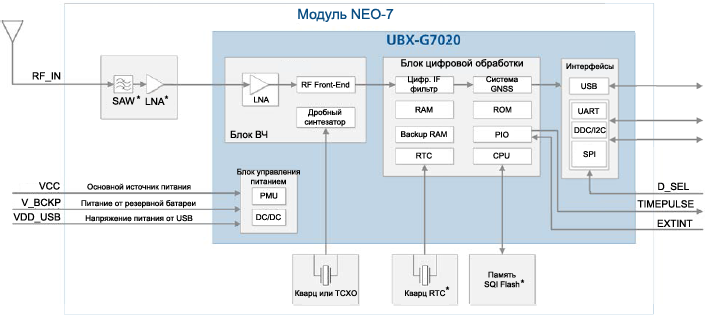 Модуль NEO-7
UBX-G7020
RF_IN
SAW* LNA*
LNA
RF Front-End
Дробный
синтезатор
Блок ВЧ
Блок цифровой обработки
Цифр. IF
фильтр
Система
GNSS
RAM
ROM
Backup RAM
PIO
RTC
CPU
Интерфейсы
USB
UART
DDC/I2C
SPI
Блок управления
питанием
PMU
DC/DC
VCC Основной источник питания
V_BCKP Питание от резервной батареи
VDD_USB Напряжение питания от USB
D_SEL
TIMEPULSE
EXTINT
Кварц или TCXO
Кварц RTC*
Память
SQI Flash*